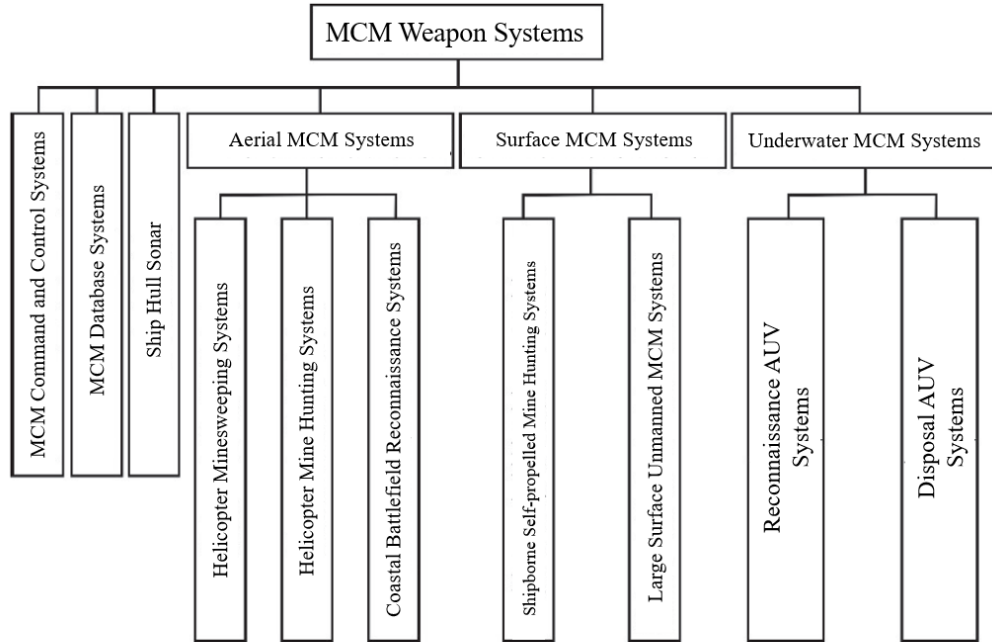 MCM Weapon Systems
MCM Command and Control Systems
MCM Database Systems
Ship Hull Sonar
Aerial MCM Systems
Surface MCM Systems
Underwater MCM Systems
Helicopter Minesweeping Systems
Helicopter Mine Hunting Systems
Coastal Battlefield Reconnaissance Systems
Shipborne Self-propelled Mine Hunting Systems
Large Surface Unmanned MCM Systems
Reconnaissance AUV
Systems
Disposal AUV
Systems